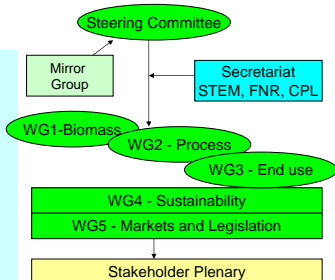 Steering Committee
Mirror
Group
Secretariat
STEM, FNR, CPL
WG1-Biomass
WG2 - Process
WG3 - End use
WG4 - Sustainability
WG5 - Markets and Legislation
Stakeholder Plenary